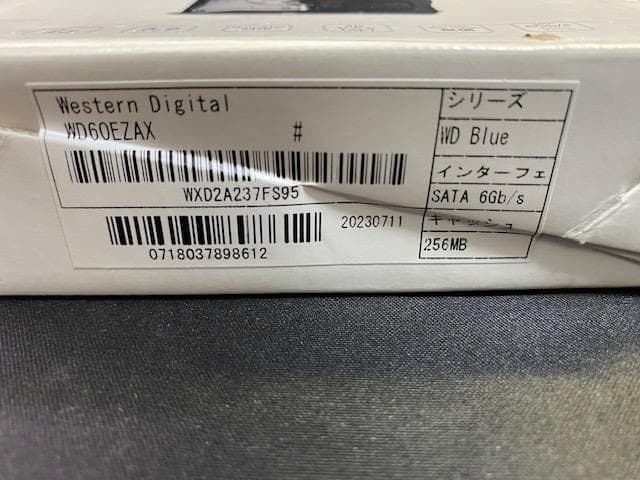 Western Digital
WD60EZAX #
WXD2A237FS95
20230711
0718037898612
シリーズ
WD Blue
インターフェ
SATA 6Gb/s
キャッシュ
256MB